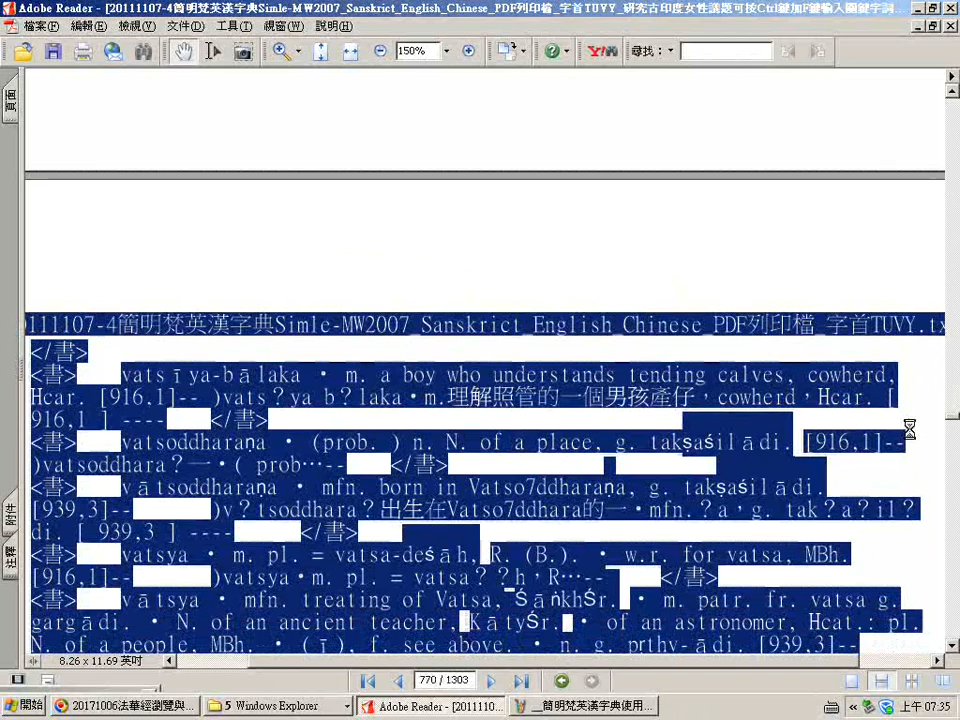 Adobe Reader - [20111107-4簡明梵英漢字典Simle-MW2007_Sanskrict_English_Chinese_PDF列印檔_字首TUVY_研究古印度女性議題可按Ctrl鍵加F鍵輸入關鍵字詞...
檔案(F) 編輯(E) 檢視(V) 文件(D) 工具(T) 視窗(W) 說明(H)
150% 尋找:
頁面
0111107-4簡明梵英漢字典Simle-MW2007_Sanskrict_English_Chinese_PDF列印檔_字首TUVY.tx
</書>
<書> vatsīya-bālaka • m. a boy who understands tending calves, cowherd,
Hcar. [916,1]-- )vats?ya b?laka•m.理解照管的一個男孩產仔，cowherd，Hcar. [
916,1 ] ---- </書>
<書> vatsoddharaṇa • (prob. ) n. N. of a place, g. takṣaśilādi. [916,1]--
)vatsoddhara？一•( prob…-- </書>
<書> vātsoddharaṇa • mfn. born in Vatso7ddharaṇa, g. takṣaśilādi.
[939,3]-- )v？tsoddhara？出生在Vatso7ddhara的一•mfn.？a，g. tak？a？il？
di. [ 939,3 ] ---- </書>
<書> vatsya • m. pl. = vatsa-deśāh, R. (B.). • w.r. for vatsa, MBh.
[916,1]-- )vatsya•m. pl. = vatsa？？h，R…-- </書>
<書> vātsya • mfn. treating of Vatsa, ŚāṅkhŚr. • m. patr. fr. vatsa g.
gargādi. • N. of an ancient teacher, KātyŚr. • of an astronomer, Hcat.: pl.
N. of a people, MBh. • (ī), f. see above. • n. g. pṛthv-ādi. [939,3]--
附件
注釋
8.26 x 11.69 英吋
770 / 1303
開始 20171006法華經瀏覽與... 5 Windows Explorer Adobe Reader - [2011110... __簡明梵英字典使用... 上午 07:35